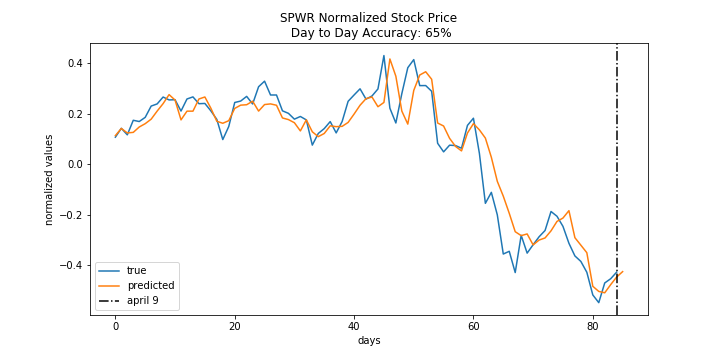 SPWR Normalized Stock Price
Day to Day Accuracy: 65%
normalized values
0.4
0.2
0.0
−0.2
−0.4
true
predicted
april 9
0 20 40 60 80
days